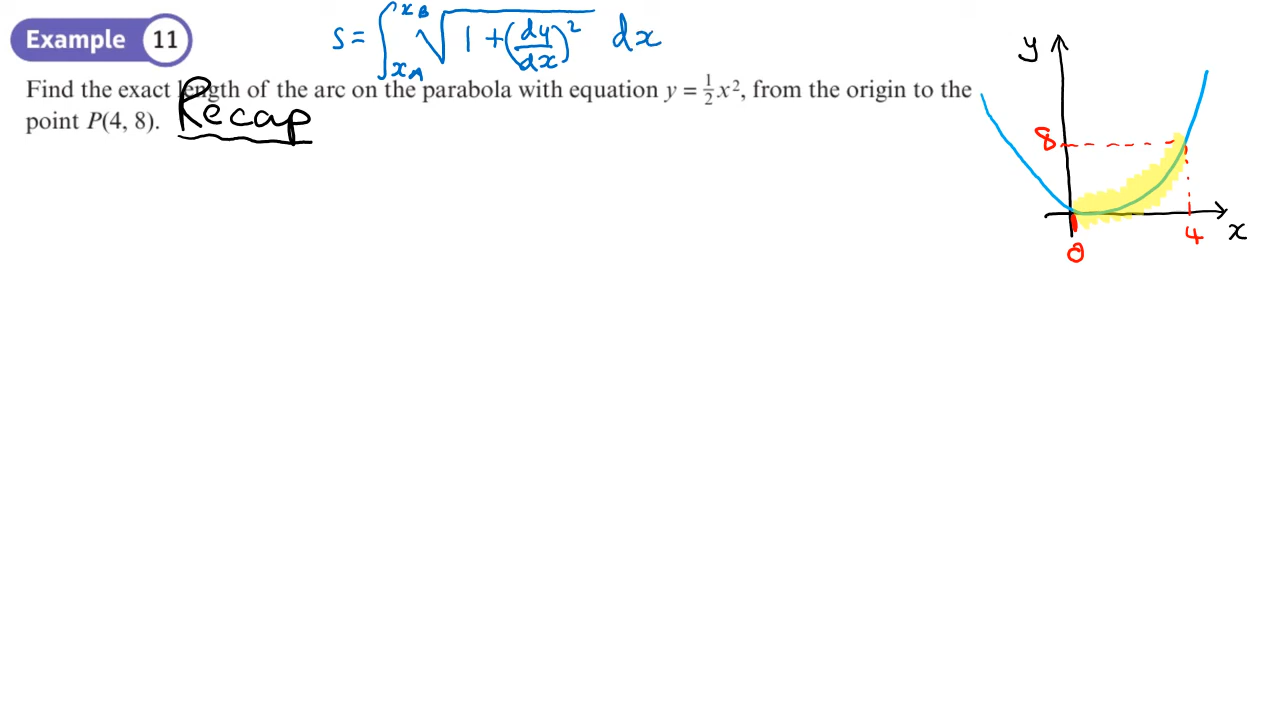 Example 11
s = ∫_{x_A}^{x_B} √(1 + (dy/dx)²) dx
Find the exact length of the arc on the parabola with equation y = ½x², from the origin to the
point P(4, 8).
Recap
y
8
0
4
x